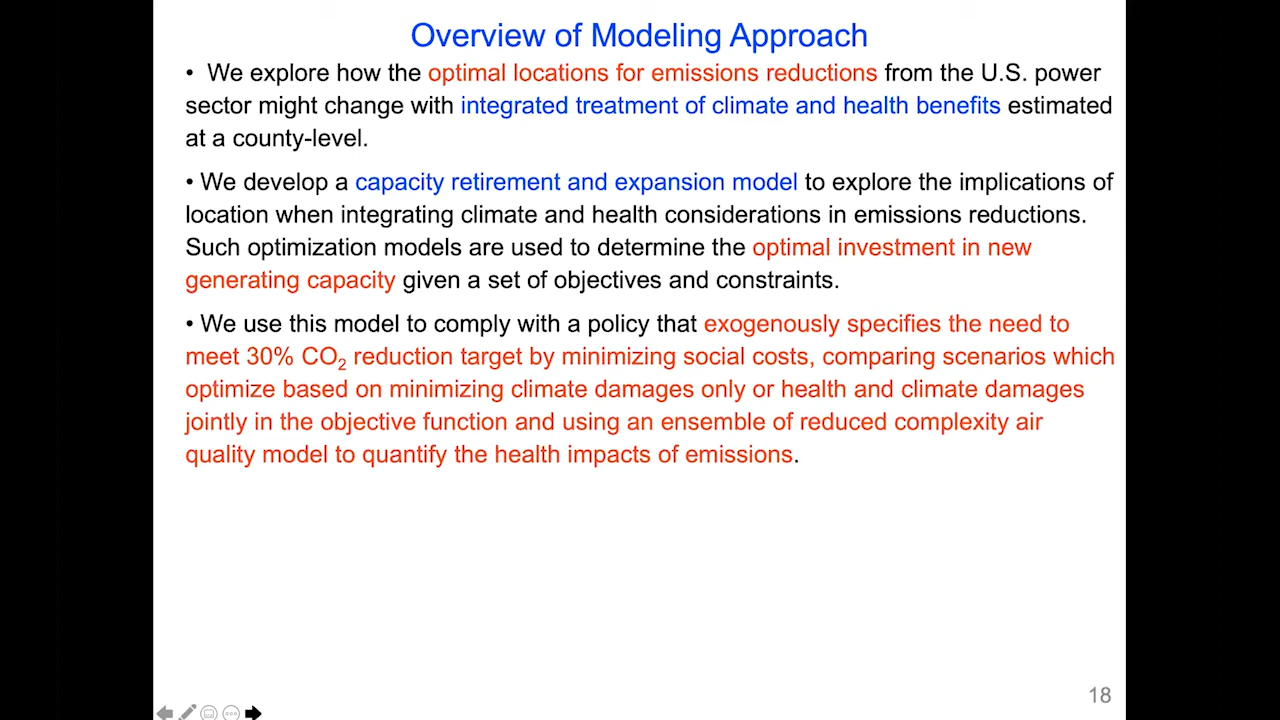 Overview of Modeling Approach
• We explore how the optimal locations for emissions reductions from the U.S. power
sector might change with integrated treatment of climate and health benefits estimated
at a county-level.
• We develop a capacity retirement and expansion model to explore the implications of
location when integrating climate and health considerations in emissions reductions.
Such optimization models are used to determine the optimal investment in new
generating capacity given a set of objectives and constraints.
• We use this model to comply with a policy that exogenously specifies the need to
meet 30% CO₂ reduction target by minimizing social costs, comparing scenarios which
optimize based on minimizing climate damages only or health and climate damages
jointly in the objective function and using an ensemble of reduced complexity air
quality model to quantify the health impacts of emissions.
18